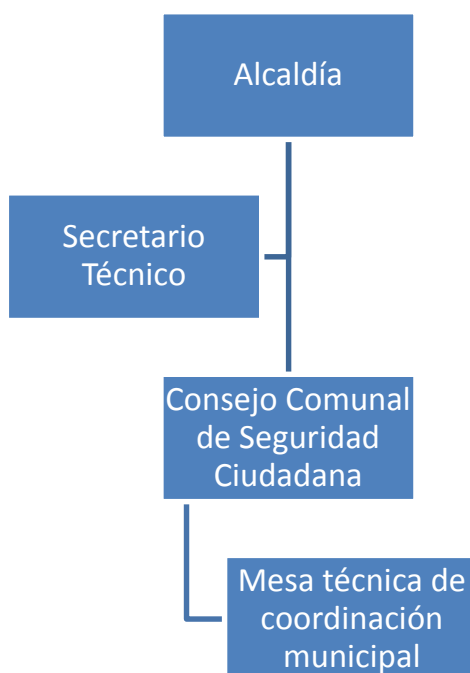 Alcaldía
Secretario
Técnico
Consejo Comunal
de Seguridad
Ciudadana
Mesa técnica de
coordinación
municipal